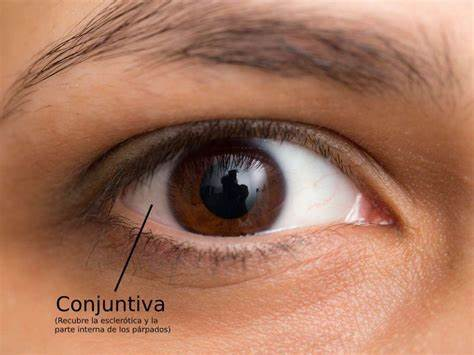 Conjuntiva
(Recubre la esclerótica y la
parte interna de los párpados)